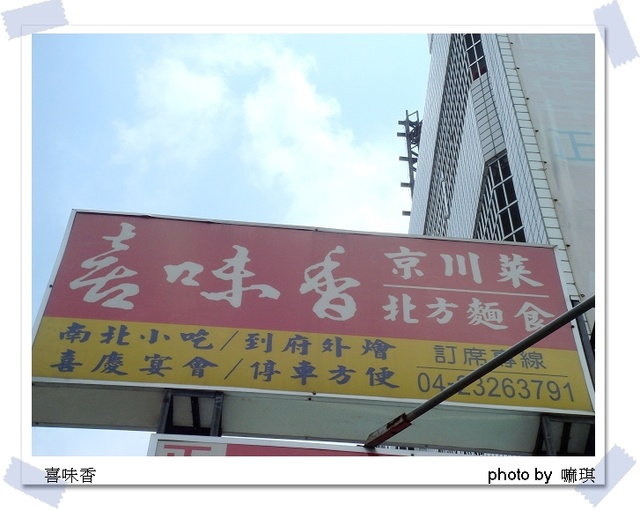 喜味香
京川菜
北方麵食
南北小吃/到府外燴
喜慶宴會/停車方便
訂席專線
04-23263791
正
喜味香
photo by 嘛琪